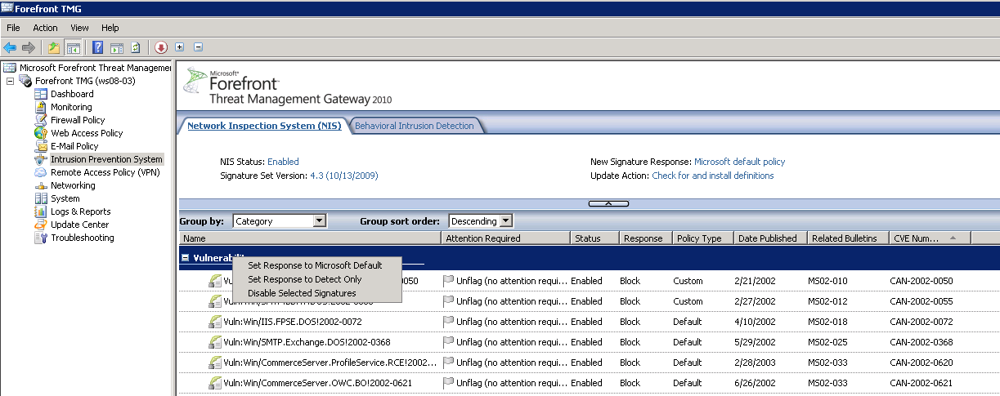 Forefront TMG
File Action View Help
Microsoft Forefront Threat Manageme
Forefront TMG (ws08-03)
Dashboard
Monitoring
Firewall Policy
Web Access Policy
E-Mail Policy
Intrusion Prevention System
Remote Access Policy (VPN)
Networking
System
Logs & Reports
Update Center
Troubleshooting
Microsoft®
Forefront™
Threat Management Gateway 2010
Network Inspection System (NIS) Behavioral Intrusion Detection
NIS Status: Enabled New Signature Response: Microsoft default policy
Signature Set Version: 4.3 (10/13/2009) Update Action: Check for and install definitions
Group by: Category Group sort order: Descending
Name Attention Required Status Response Policy Type Date Published Related Bulletins CVE Num...
Set Response to Microsoft Default
Set Response to Detect Only
Disable Selected Signatures
0050 Unflag (no attention requi... Enabled Block Custom 2/21/2002 MS02-010 CAN-2002-0050
Unflag (no attention requi... Enabled Block Custom 2/27/2002 MS02-012 CAN-2002-0055
Vuln:Win/IIS.FPSE.DOS!2002-0072 Unflag (no attention requi... Enabled Block Default 4/10/2002 MS02-018 CAN-2002-0072
Vuln:Win/SMTP.Exchange.DOS!2002-0368 Unflag (no attention requi... Enabled Block Default 5/29/2002 MS02-025 CAN-2002-0368
Vuln:Win/CommerceServer.ProfileService.RCE!2002... Unflag (no attention requi... Enabled Block Default 2/28/2003 MS02-033 CAN-2002-0620
Vuln:Win/CommerceServer.OWC.BO!2002-0621 Unflag (no attention requi... Enabled Block Default 6/26/2002 MS02-033 CAN-2002-0621